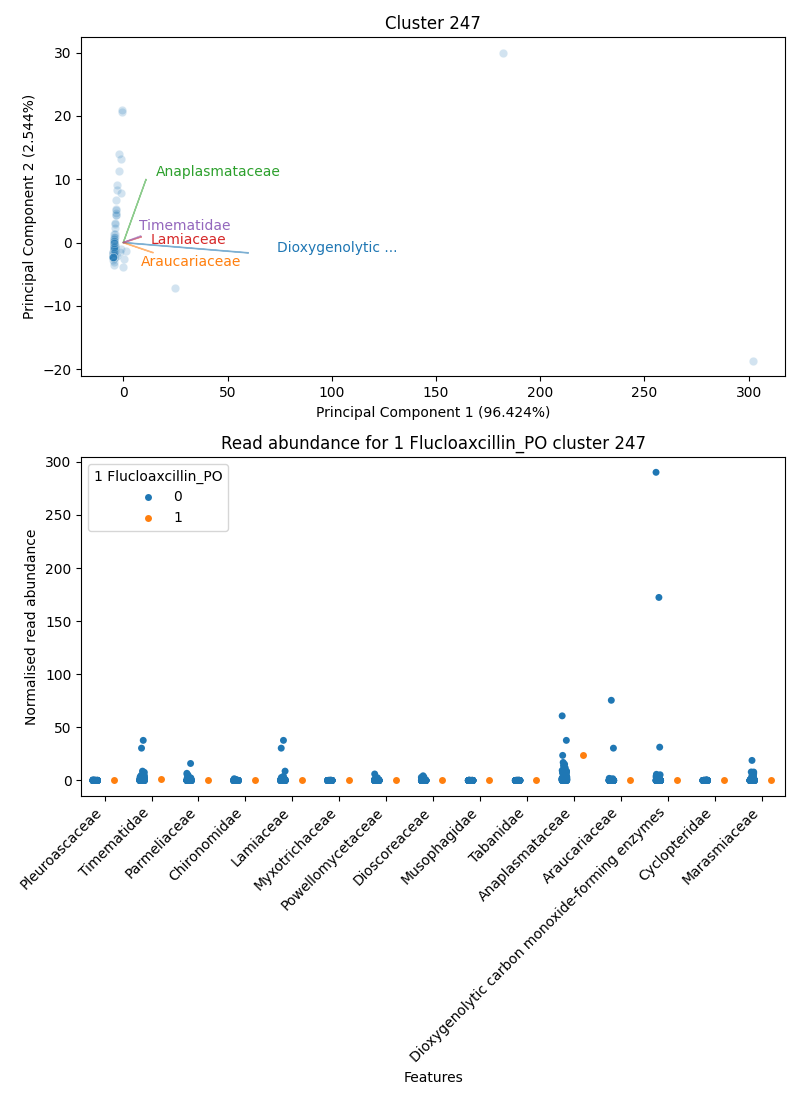 Cluster 247
30
20
10
0
−10
−20
Principal Component 2 (2.544%)
Anaplasmataceae
Timematidae
Lamiaceae
Dioxygenolytic ...
Araucariaceae
0
50
100
150
200
250
300
Principal Component 1 (96.424%)
Read abundance for 1 Flucloaxcillin_PO cluster 247
1 Flucloaxcillin_PO
0
1
300
250
200
150
100
50
0
Normalised read abundance
Pleuroascaceae
Timematidae
Parmeliaceae
Chironomidae
Lamiaceae
Myxotrichaceae
Powellomycetaceae
Dioscoreaceae
Musophagidae
Tabanidae
Anaplasmataceae
Araucariaceae
Dioxygenolytic carbon monoxide-forming enzymes
Cyclopteridae
Marasmiaceae
Features